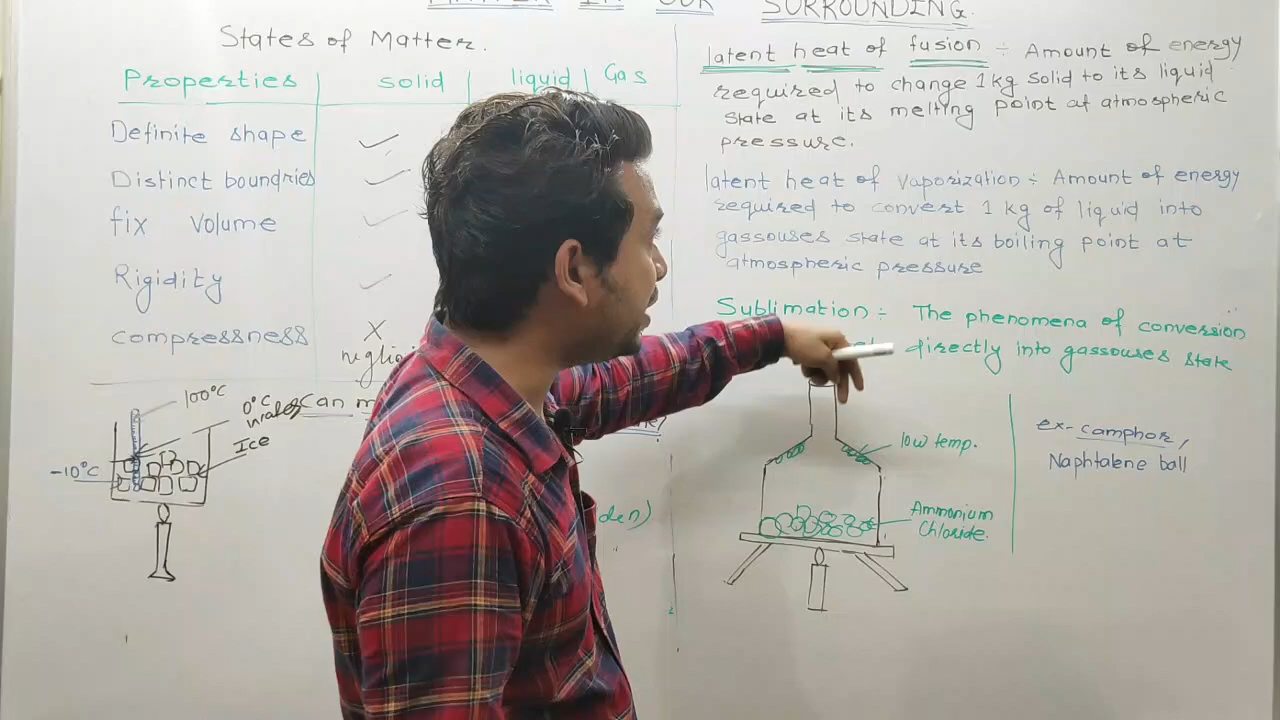 SURROUNDING.
States of Matter.
Properties solid liquid Gas
Definite shape
Distinct boundries
fix volume
Rigidity
compressness X
100°C
0°C
water
Ice
-10°C
latent heat of fusion ÷ Amount of energy
required to change 1 kg solid to its liquid
state at its melting point at atmospheric
pressure.
latent heat of vaporization ÷ Amount of energy
required to convert 1 kg of liquid into
gassouses state at its boiling point at
atmospheric pressure
Sublimation ÷ The phenomena of conversion
directly into gassouses state
low temp.
Ammonium
Chloride.
ex- camphor,
Naphtalene ball